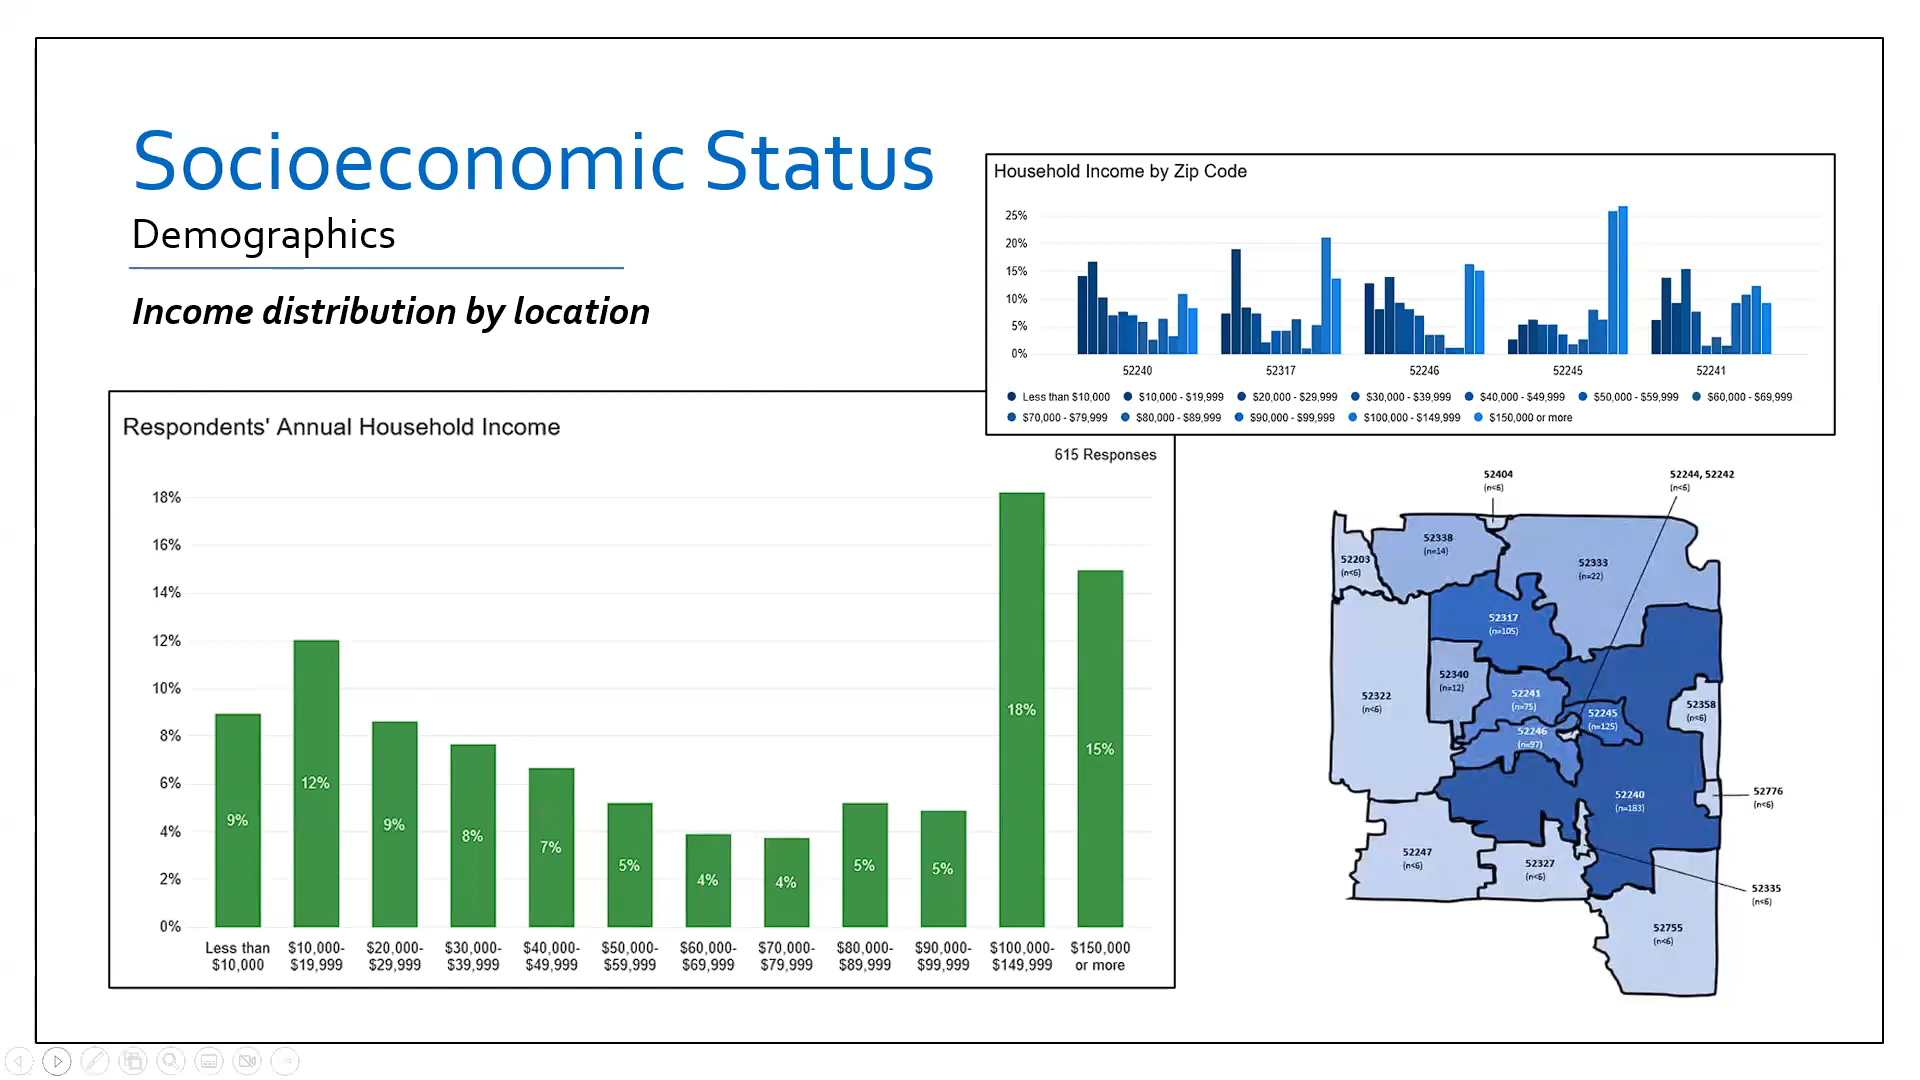 Socioeconomic Status
Demographics
Income distribution by location
Household Income by Zip Code
25%
20%
15%
10%
5%
0%
52240 52317 52246 52245 52241
Less than $10,000 $10,000 - $19,999 $20,000 - $29,999 $30,000 - $39,999 $40,000 - $49,999 $50,000 - $59,999 $60,000 - $69,999
$70,000 - $79,999 $80,000 - $89,999 $90,000 - $99,999 $100,000 - $149,999 $150,000 or more
Respondents' Annual Household Income
615 Responses
18%
16%
14%
12%
10%
8%
6%
4%
2%
0%
9% 12% 9% 8% 7% 5% 4% 4% 5% 5% 18% 15%
Less than $10,000- $20,000- $30,000- $40,000- $50,000- $60,000- $70,000- $80,000- $90,000- $100,000- $150,000
$10,000 $19,999 $29,999 $39,999 $49,999 $59,999 $69,999 $79,999 $89,999 $99,999 $149,999 or more
52404
(n<6)
52244, 52242
(n<6)
52338
(n=14)
52203
(n<6)
52333
(n=22)
52317
(n=105)
52340
(n=12)
52322
(n<6)
52241
(n=75)
52245
(n=125)
52358
(n<6)
52246
(n=97)
52240
(n=183)
52776
(n<6)
52247
(n<6)
52327
(n<6)
52335
(n<6)
52755
(n<6)